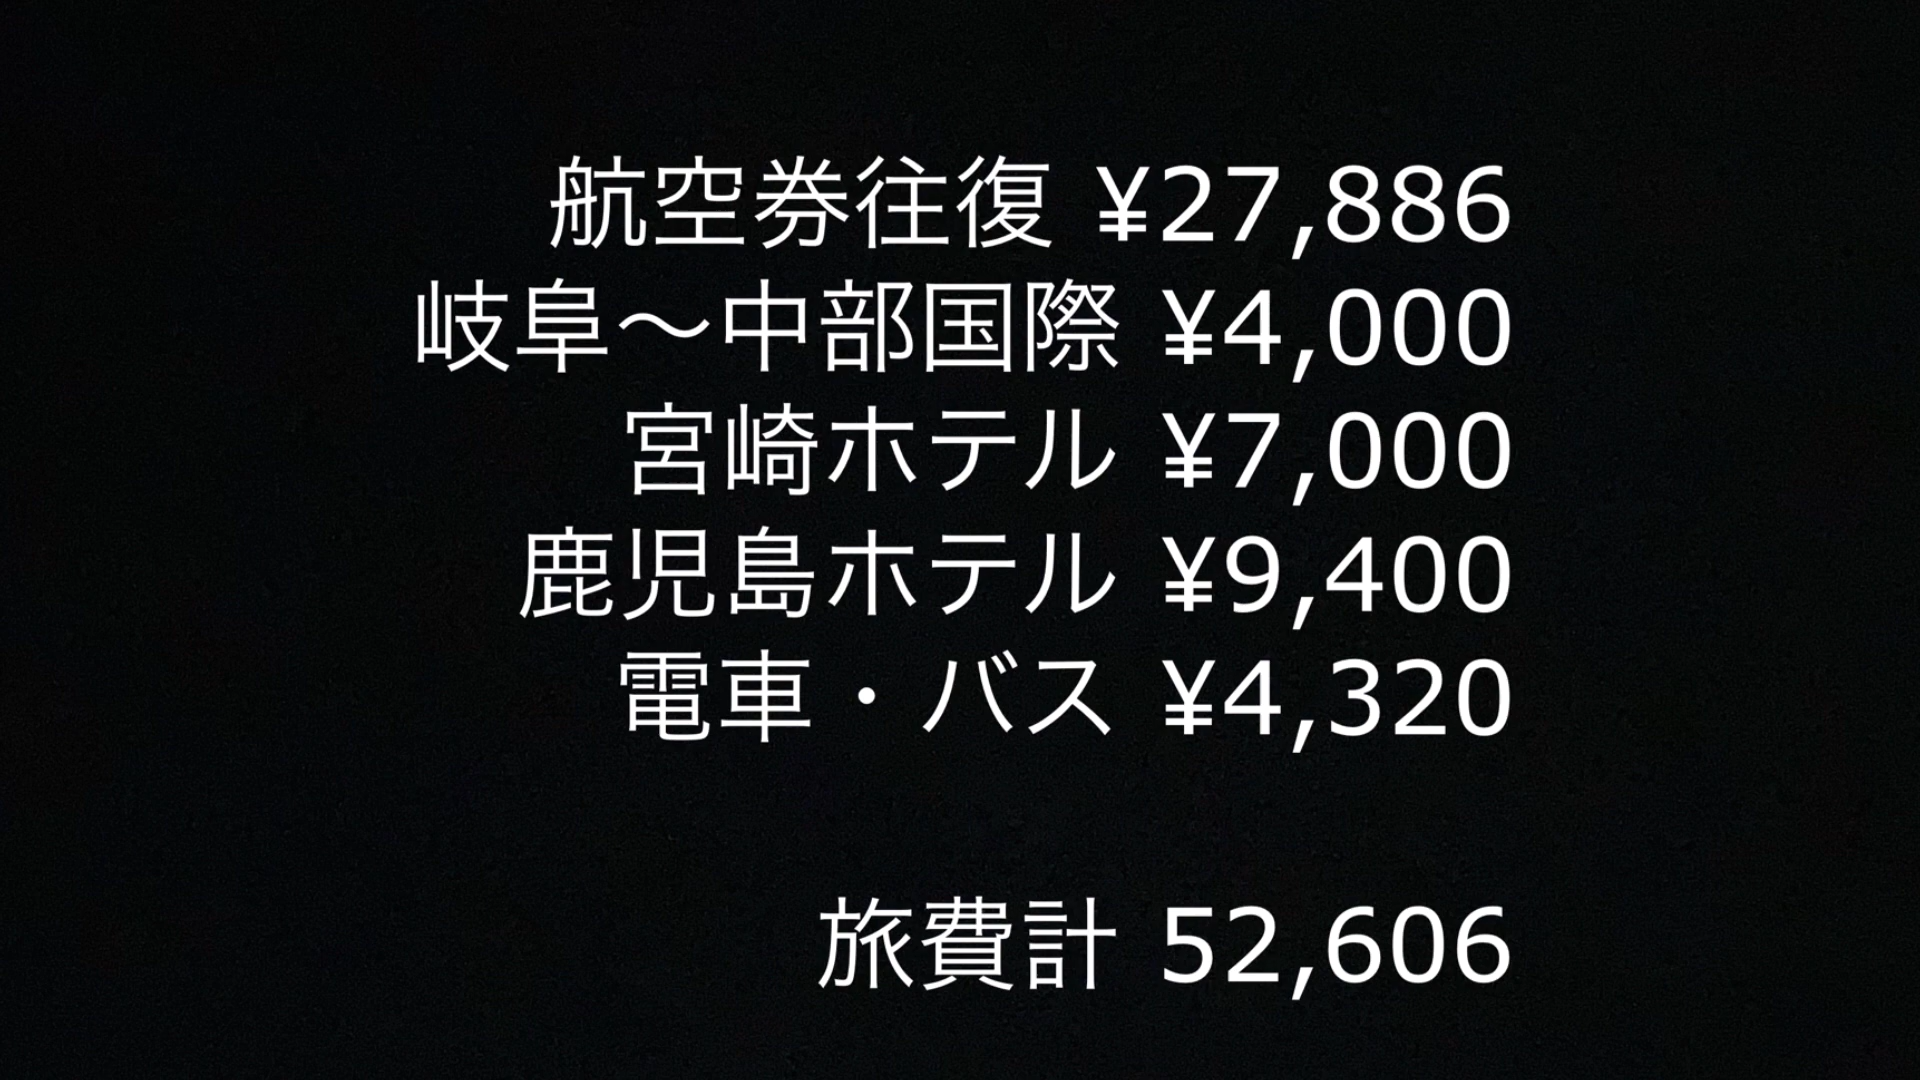 航空券往復 ¥27,886
岐阜〜中部国際 ¥4,000
宮崎ホテル ¥7,000
鹿児島ホテル ¥9,400
電車・バス ¥4,320
旅費計 52,606